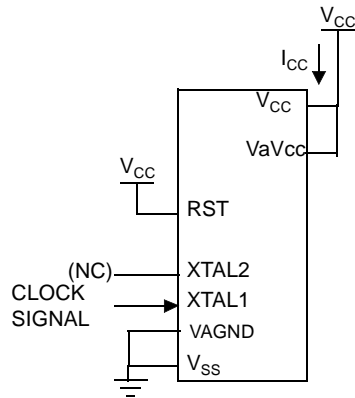 VCC
ICC
VCC
VaVcc
VCC
RST
(NC)
XTAL2
CLOCK
SIGNAL
XTAL1
VAGND
VSS